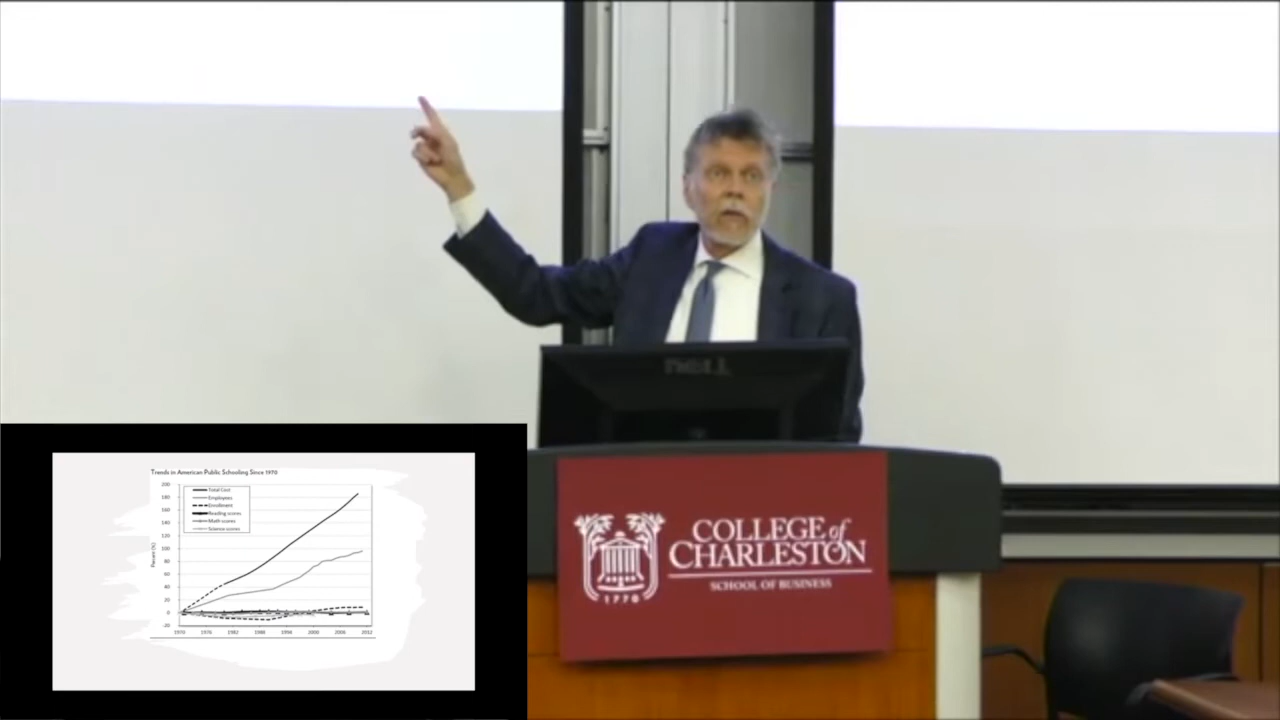 DELL
COLLEGE of
CHARLESTON
SCHOOL OF BUSINESS
1770
Trends in American Public Schooling Since 1970
200
180
160
140
120
100
80
60
40
20
0
-20
Percent (%)
Total Cost
Employees
Enrollment
Reading scores
Math scores
Science scores
1970 1976 1982 1988 1994 2000 2006 2012